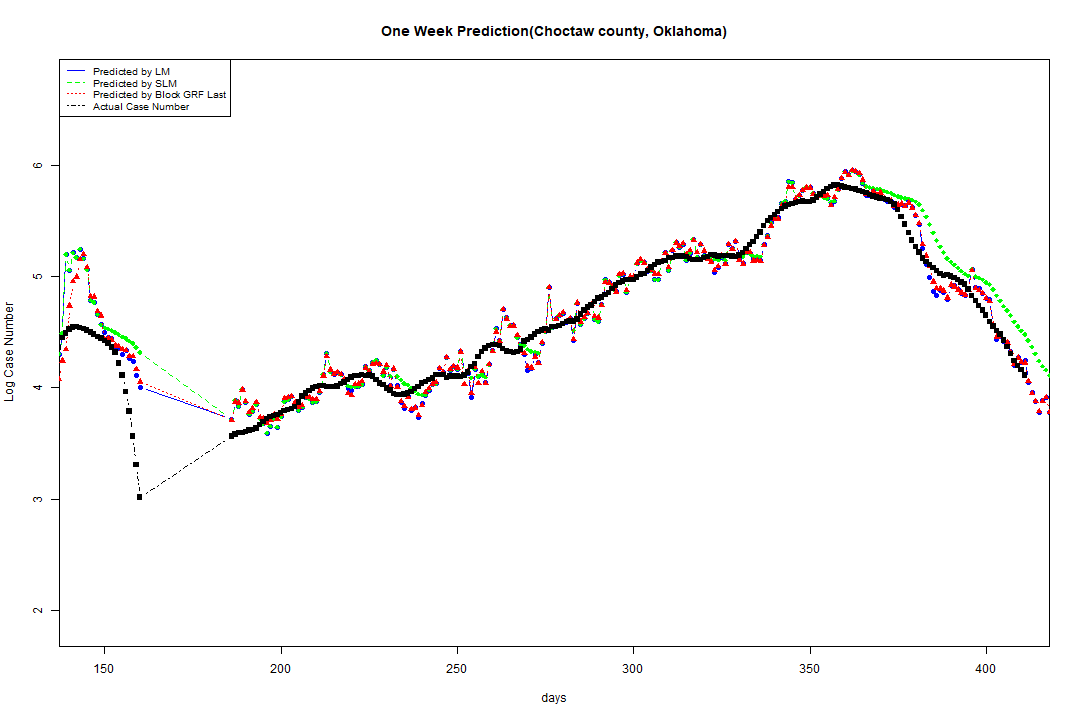 One Week Prediction(Choctaw county, Oklahoma)
Predicted by LM
Predicted by SLM
Predicted by Block GRF Last
Actual Case Number
6
5
4
3
2
Log Case Number
150 200 250 300 350 400
days